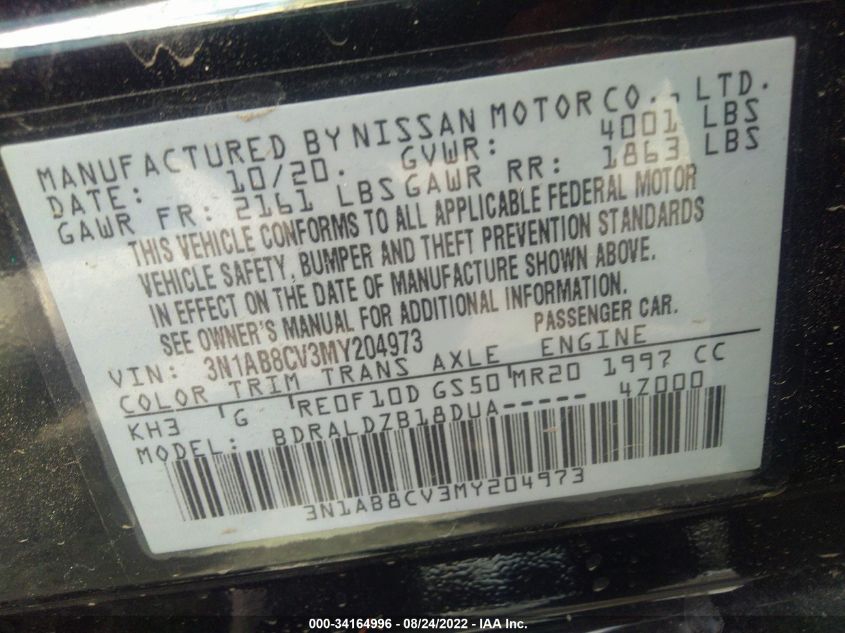 MANUFACTURED BY NISSAN MOTOR CO., LTD.
DATE: 10/20. GVWR: 4001 LBS
GAWR FR: 2161 LBS GAWR RR: 1863 LBS
THIS VEHICLE CONFORMS TO ALL APPLICABLE FEDERAL MOTOR
VEHICLE SAFETY, BUMPER AND THEFT PREVENTION STANDARDS
IN EFFECT ON THE DATE OF MANUFACTURE SHOWN ABOVE.
SEE OWNER'S MANUAL FOR ADDITIONAL INFORMATION.
VIN: 3N1AB8CV3MY204973 PASSENGER CAR.
COLOR TRIM TRANS AXLE ENGINE
KH3 G RE0F10D GS50 MR20 1997 CC
MODEL: BDRALDZB18DUA----- 4Z000
3N1AB8CV3MY204973
000-34164996 - 08/24/2022 - IAA Inc.